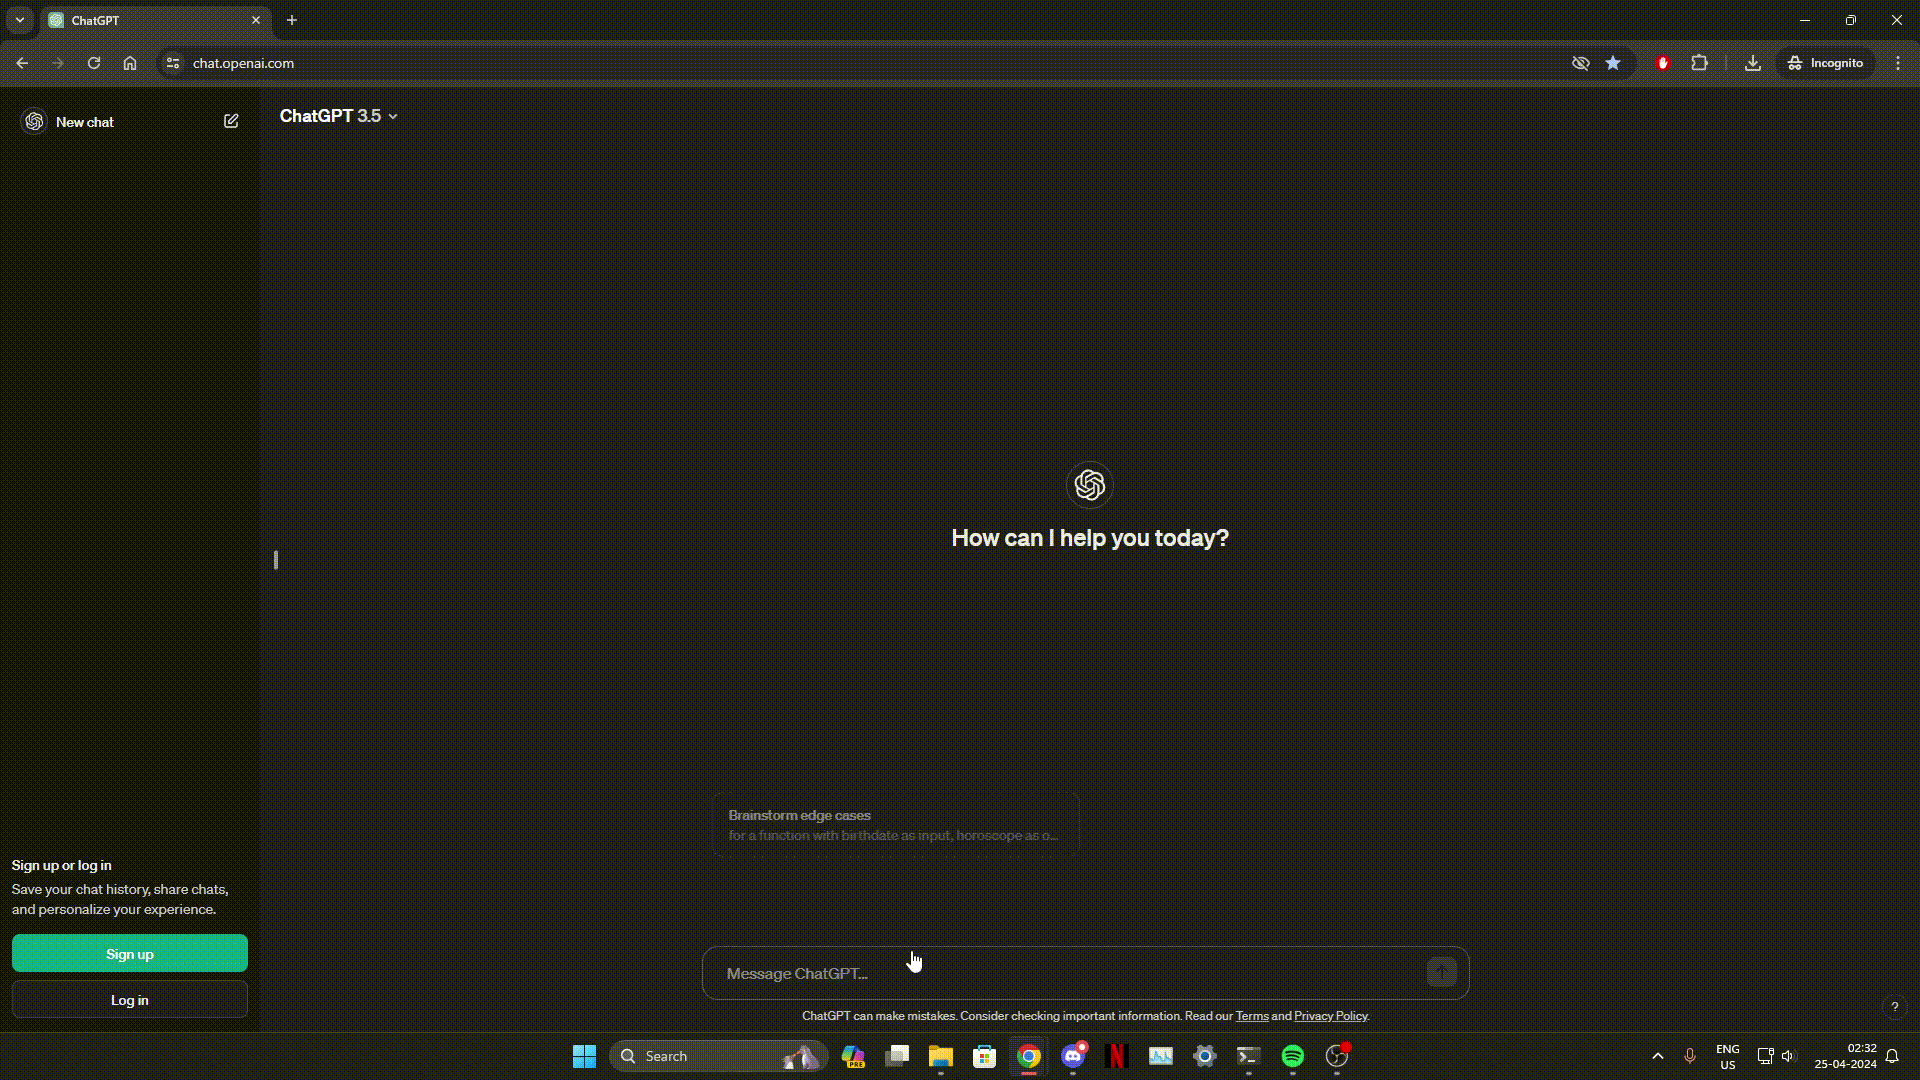 ChatGPT
chat.openai.com
Incognito
New chat
ChatGPT 3.5
How can I help you today?
Brainstorm edge cases
for a function with birthdate as input, horoscope as o...
Sign up or log in
Save your chat history, share chats,
and personalize your experience.
Sign up
Log in
Message ChatGPT...
ChatGPT can make mistakes. Consider checking important information. Read our Terms and Privacy Policy.
?
Search
PRE
N
ENG
US
02:32
25-04-2024